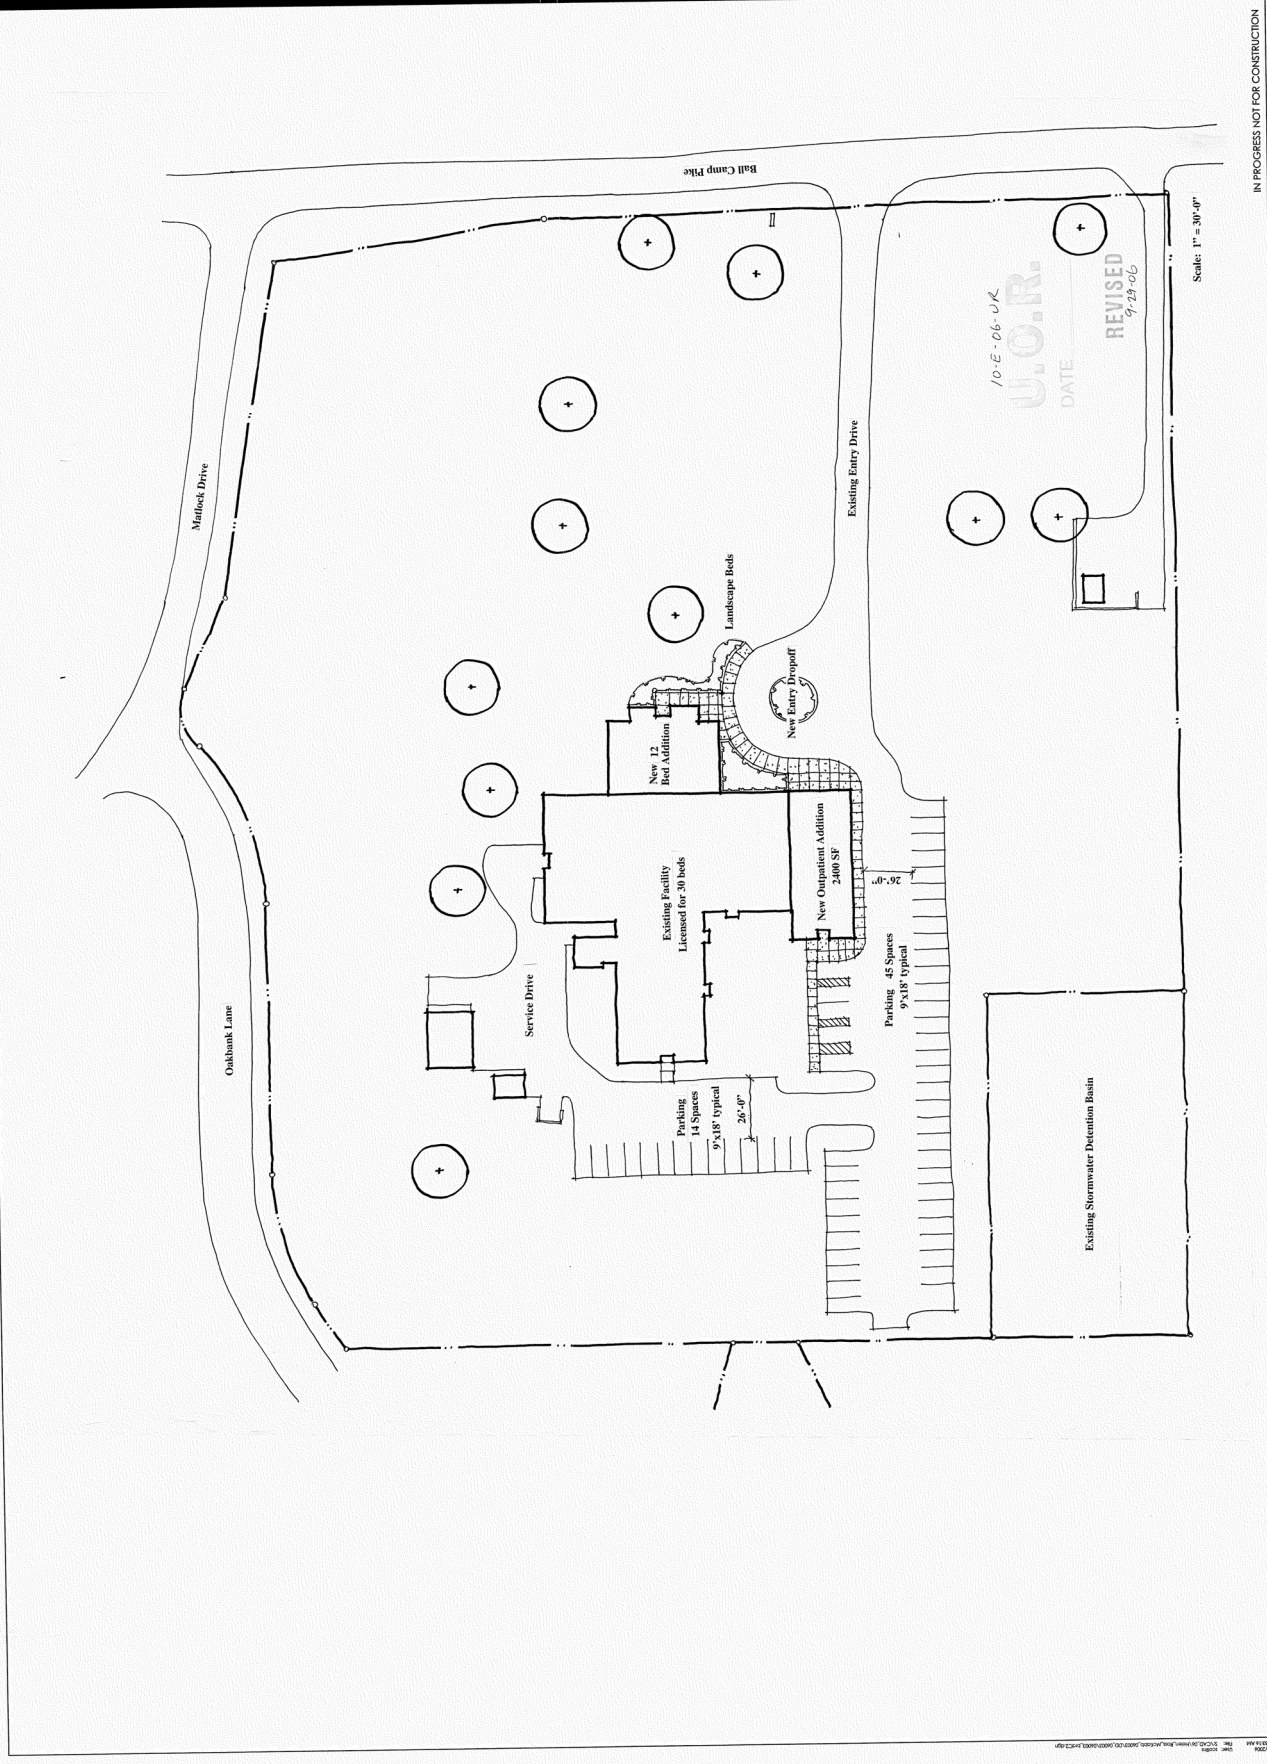 IN PROGRESS NOT FOR CONSTRUCTION
Ball Camp Pike
Scale: 1" = 30'-0"
10-E-06-UR
U.O.R.
DATE
REVISED
9-29-06
Matlock Drive
Existing Entry Drive
Landscape Beds
New Entry Dropoff
New 12
Bed Addition
New Outpatient Addition
2400 SF
26'-0"
Existing Facility
Licensed for 30 beds
Parking 45 Spaces
9'x18' typical
Service Drive
Oakbank Lane
Parking
14 Spaces
9'x18' typical
26'-0"
Existing Stormwater Detention Basin